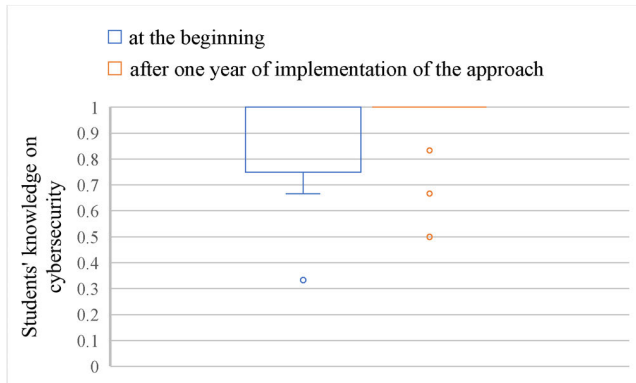 at the beginning
after one year of implementation of the approach
Students' knowledge on
cybersecurity
1
0.9
0.8
0.7
0.6
0.5
0.4
0.3
0.2
0.1
0